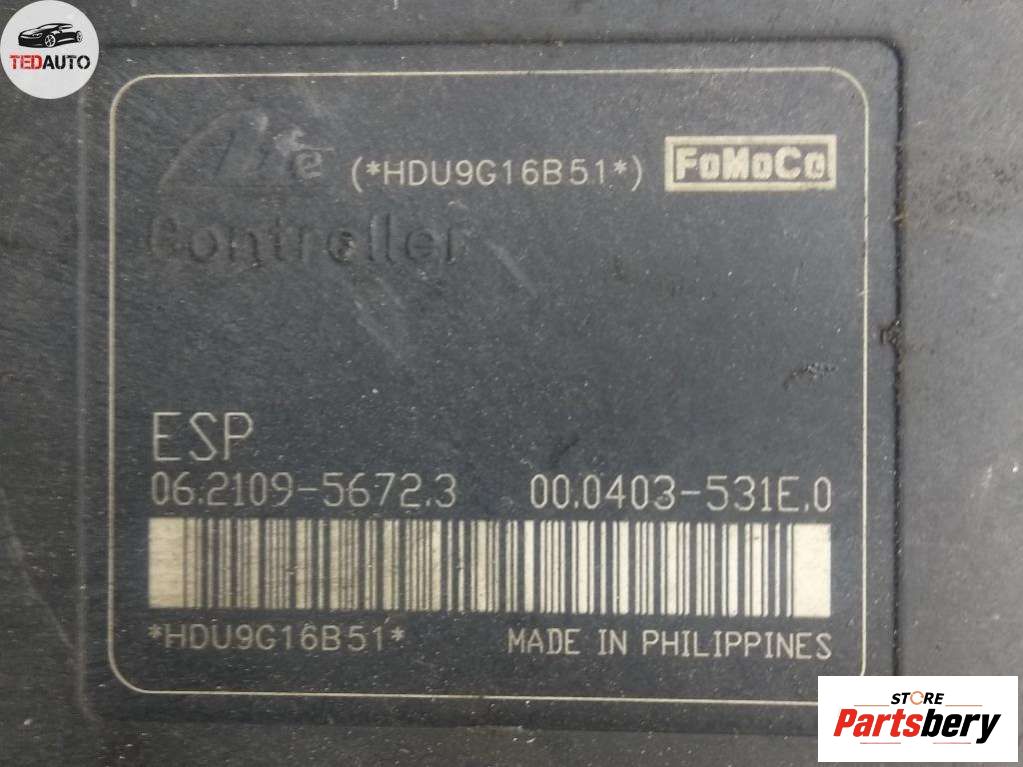 TEDAUTO
Ate
(*HDU9G16B51*) FoMoCo
Controller
ESP
06.2109-5672.3 00.0403-531E.0
*HDU9G16B51* MADE IN PHILIPPINES
STORE
Partsbery